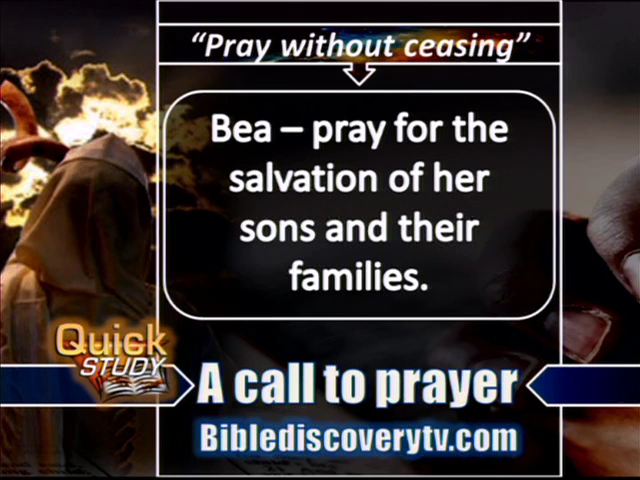 “Pray without ceasing”
Bea – pray for the
salvation of her
sons and their
families.
Quick
STUDY
A call to prayer
Biblediscoverytv.com